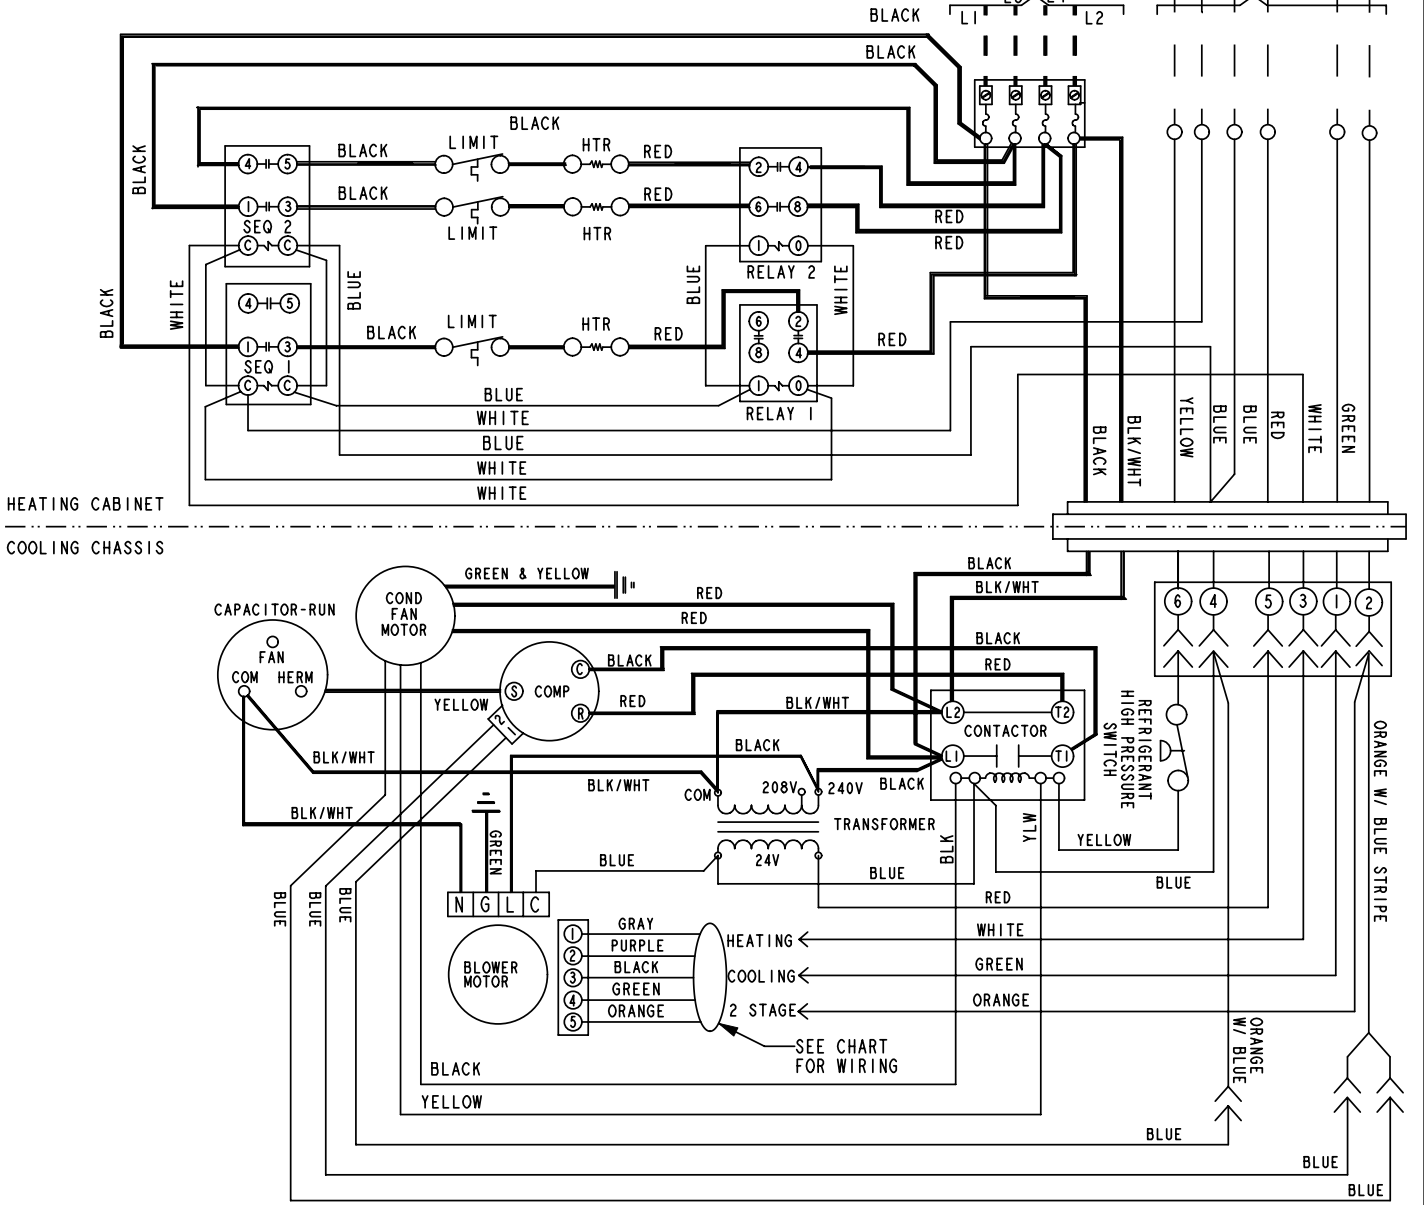 L1
L2
BLACK
BLACK
BLACK
BLACK
4
5
BLACK
LIMIT
HTR
RED
2
4
1
3
BLACK
LIMIT
HTR
RED
6
8
RED
RED
SEQ 2
C
C
1
0
RELAY 2
WHITE
BLUE
BLUE
WHITE
BLACK
4
5
1
3
BLACK
LIMIT
HTR
RED
6
2
8
4
RED
SEQ 1
C
C
1
0
RELAY 1
BLUE
WHITE
BLUE
WHITE
WHITE
BLACK
BLK/WHT
YELLOW
BLUE
BLUE
RED
WHITE
GREEN
HEATING CABINET
COOLING CHASSIS
GREEN & YELLOW
COND
FAN
MOTOR
RED
RED
BLACK
BLK/WHT
6
4
5
3
1
2
CAPACITOR-RUN
FAN
COM
HERM
YELLOW
S
COMP
C
R
2
1
BLACK
RED
BLACK
RED
BLK/WHT
L2
T2
CONTACTOR
L1
T1
REFRIGERANT
HIGH PRESSURE
SWITCH
ORANGE W/ BLUE STRIPE
BLK/WHT
BLACK
BLK/WHT
BLACK
COM
208V
240V
TRANSFORMER
24V
BLK/WHT
GREEN
BLK
YLW
YELLOW
BLUE
BLUE
BLUE
RED
BLUE
BLUE
BLUE
N
G
L
C
BLOWER
MOTOR
1
GRAY
2
PURPLE
3
BLACK
4
GREEN
5
ORANGE
HEATING
COOLING
2 STAGE
WHITE
GREEN
ORANGE
SEE CHART
FOR WIRING
ORANGE
W/ BLUE
BLACK
YELLOW
BLUE
BLUE
BLUE